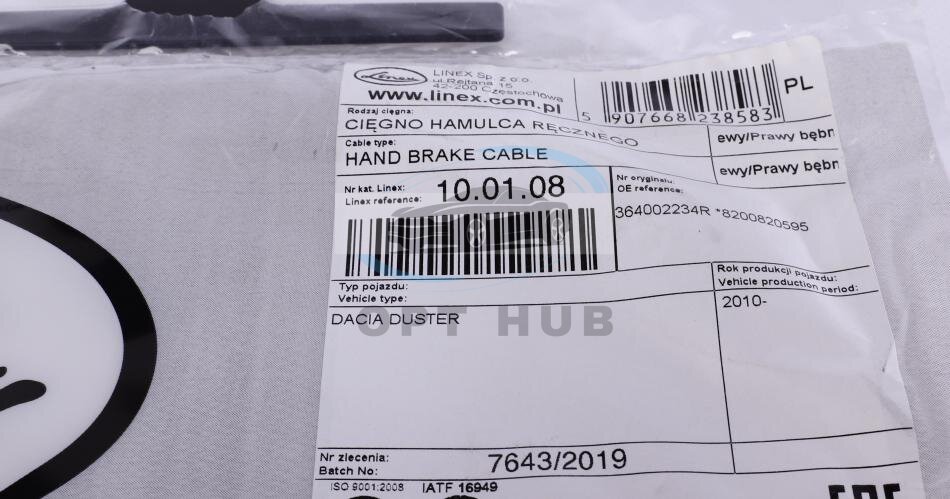 Linex
LINEX Sp. z o.o.
ul.Rejtana 15
42-200 Częstochowa
www.linex.com.pl
5 907668 238583
PL
Rodzaj cięgna:
CIĘGNO HAMULCA RĘCZNEGO
ewy/Prawy bębn
Cable type:
HAND BRAKE CABLE
ewy/Prawy bębn
Nr kat. Linex:
Linex reference:
10.01.08
Nr oryginalu:
OE reference:
364002234R *8200820595
Typ pojazdu:
Vehicle type:
DACIA DUSTER
Rok produkcji pojazdu:
Vehicle production period:
2010-
OPT HUB
Nr zlecenia:
Batch No:
7643/2019
ISO 9001:2008 IATF 16949